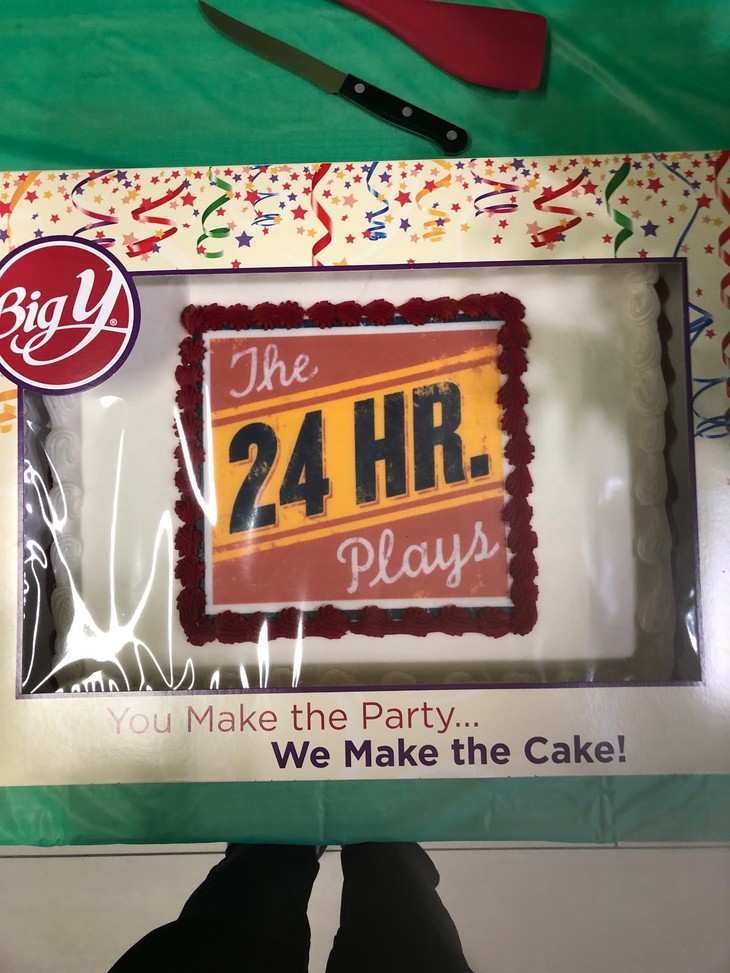 Big Y®
The
24 HR.
Plays
You Make the Party...
We Make the Cake!